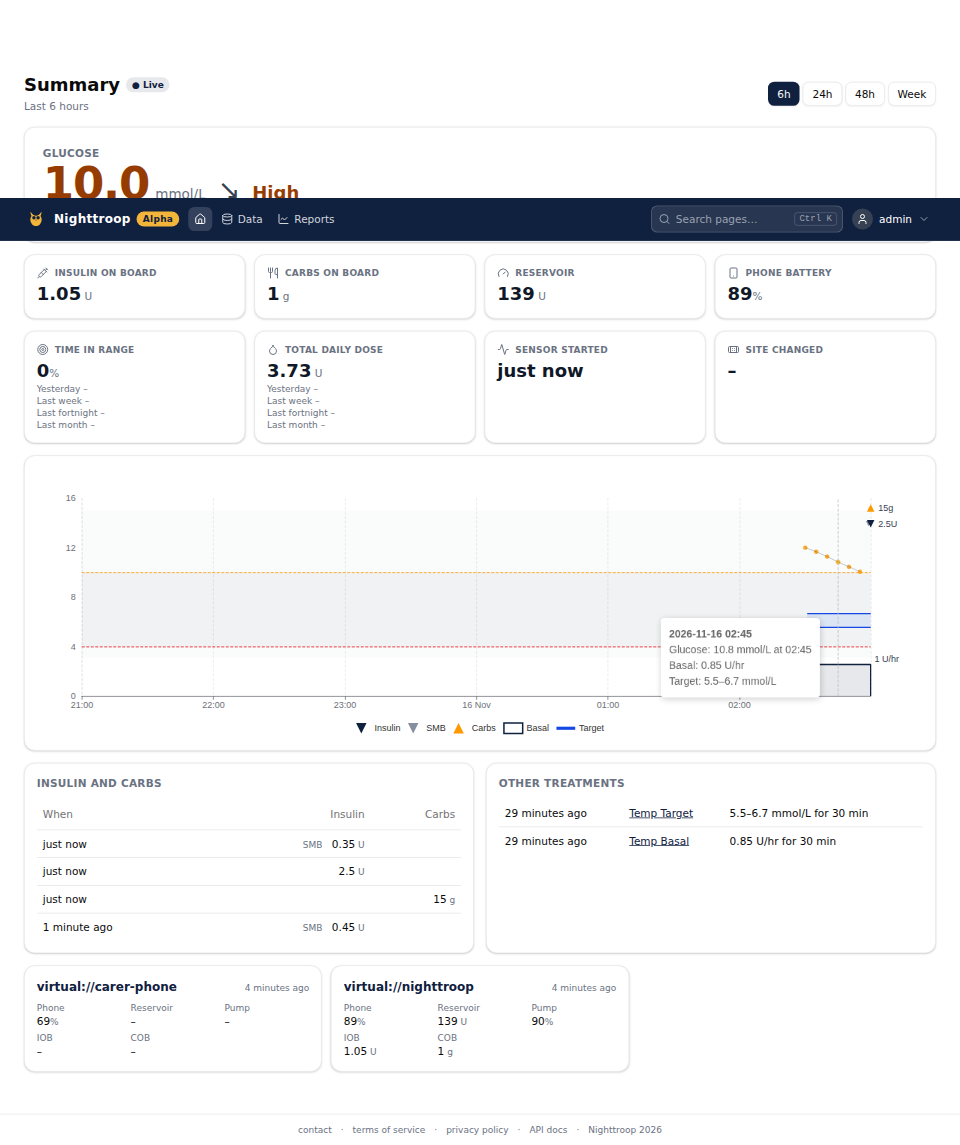 Summary ● Live
Last 6 hours
6h 24h 48h Week
GLUCOSE
10.0 mmol/L High
Nighttroop Alpha Data Reports Search pages... Ctrl K admin
INSULIN ON BOARD
1.05 U
CARBS ON BOARD
1 g
RESERVOIR
139 U
PHONE BATTERY
89%
TIME IN RANGE
0%
Yesterday –
Last week –
Last fortnight –
Last month –
TOTAL DAILY DOSE
3.73 U
Yesterday –
Last week –
Last fortnight –
Last month –
SENSOR STARTED
just now
SITE CHANGED
–
16
12
8
4
0
15g
2.5U
1 U/hr
2026-11-16 02:45
Glucose: 10.8 mmol/L at 02:45
Basal: 0.85 U/hr
Target: 5.5–6.7 mmol/L
21:00 22:00 23:00 16 Nov 01:00 02:00
Insulin SMB Carbs Basal Target
INSULIN AND CARBS
When Insulin Carbs
just now SMB 0.35 U
just now 2.5 U
just now 15 g
1 minute ago SMB 0.45 U
OTHER TREATMENTS
29 minutes ago Temp Target 5.5–6.7 mmol/L for 30 min
29 minutes ago Temp Basal 0.85 U/hr for 30 min
virtual://carer-phone 4 minutes ago
Phone Reservoir Pump
69% – –
IOB COB
– –
virtual://nighttroop 4 minutes ago
Phone Reservoir Pump
89% 139 U 90%
IOB COB
1.05 U 1 g
contact · terms of service · privacy policy · API docs · Nighttroop 2026